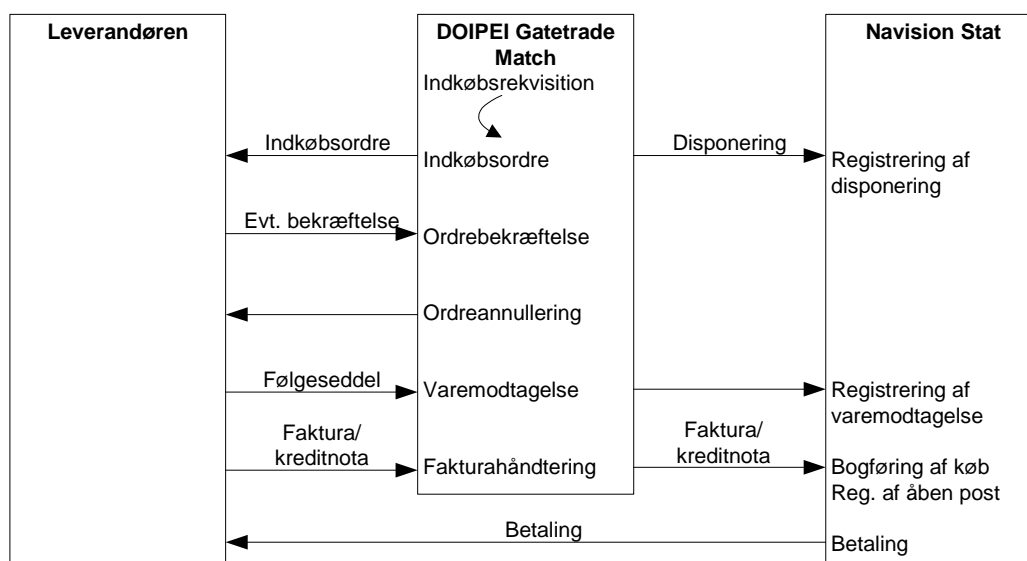 Leverandøren
DOIPEI Gatetrade
Match
Navision Stat
Indkøbsrekvisition
Indkøbsordre
Indkøbsordre
Disponering
Registrering af
disponering
Evt. bekræftelse
Ordrebekræftelse
Ordreannullering
Følgeseddel
Varemodtagelse
Registrering af
varemodtagelse
Faktura/
kreditnota
Fakturahåndtering
Faktura/
kreditnota
Bogføring af køb
Reg. af åben post
Betaling
Betaling